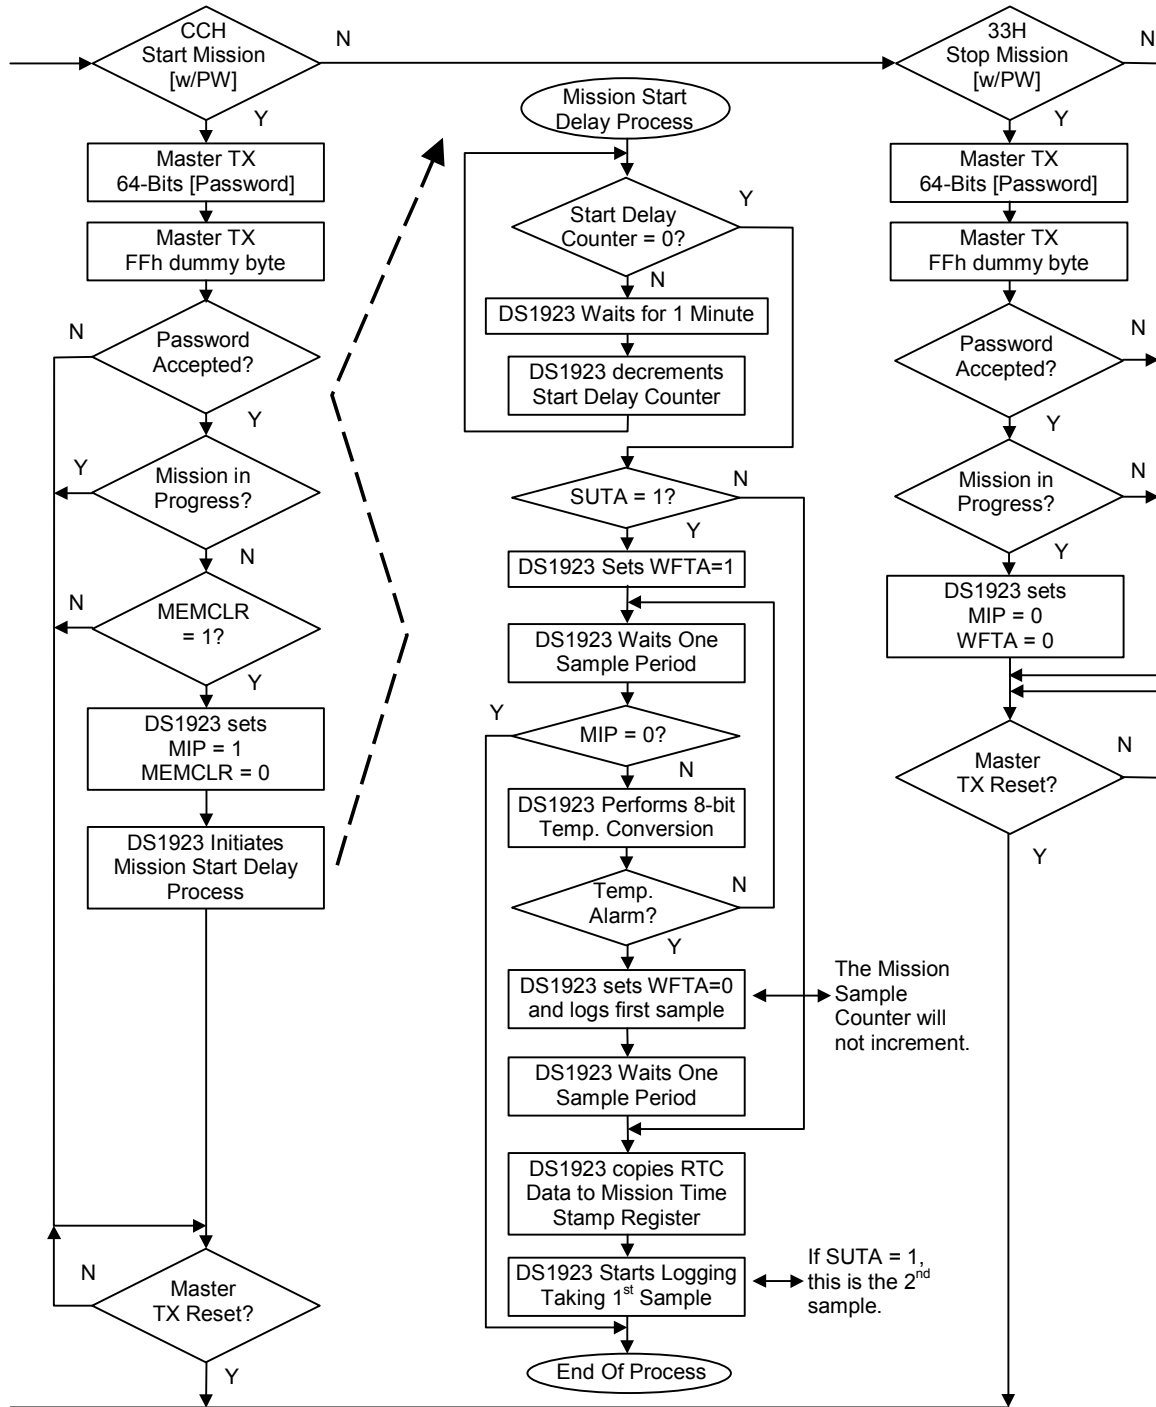 CCH
Start Mission
[w/PW]
N
Y
Master TX
64-Bits [Password]
Master TX
FFh dummy byte
N
Password
Accepted?
Y
Y
Mission in
Progress?
N
N
MEMCLR
= 1?
Y
DS1923 sets
MIP = 1
MEMCLR = 0
DS1923 Initiates
Mission Start Delay
Process
N
Master
TX Reset?
Y
Mission Start
Delay Process
Y
Start Delay
Counter = 0?
N
DS1923 Waits for 1 Minute
DS1923 decrements
Start Delay Counter
SUTA = 1?
N
Y
DS1923 Sets WFTA=1
DS1923 Waits One
Sample Period
Y
MIP = 0?
N
DS1923 Performs 8-bit
Temp. Conversion
Temp.
Alarm?
N
Y
DS1923 sets WFTA=0
and logs first sample
The Mission
Sample
Counter will
not increment.
DS1923 Waits One
Sample Period
DS1923 copies RTC
Data to Mission Time
Stamp Register
DS1923 Starts Logging
Taking 1st Sample
If SUTA = 1,
this is the 2nd
sample.
End Of Process
33H
Stop Mission
[w/PW]
N
Y
Master TX
64-Bits [Password]
Master TX
FFh dummy byte
Password
Accepted?
N
Y
Mission in
Progress?
N
Y
DS1923 sets
MIP = 0
WFTA = 0
Master
TX Reset?
N
Y